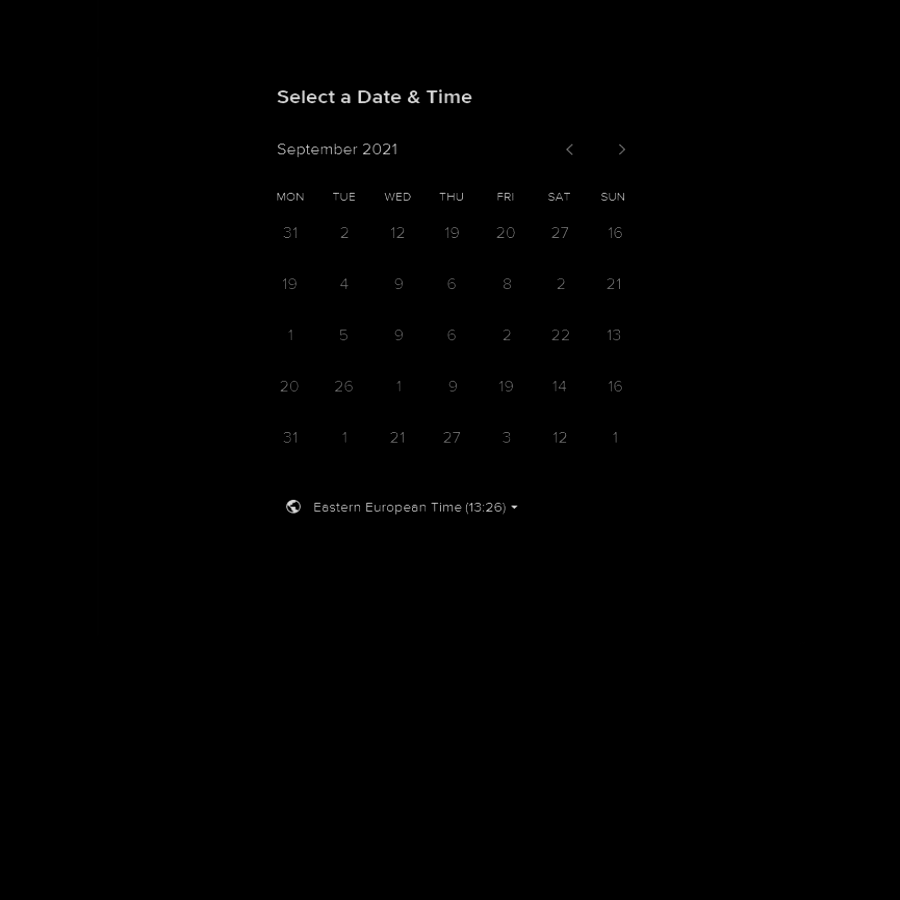 Select a Date & Time
September 2021
MON TUE WED THU FRI SAT SUN
31 2 12 19 20 27 16
19 4 9 6 8 2 21
1 5 9 6 2 22 13
20 26 1 9 19 14 16
31 1 21 27 3 12 1
Eastern European Time (13:26)